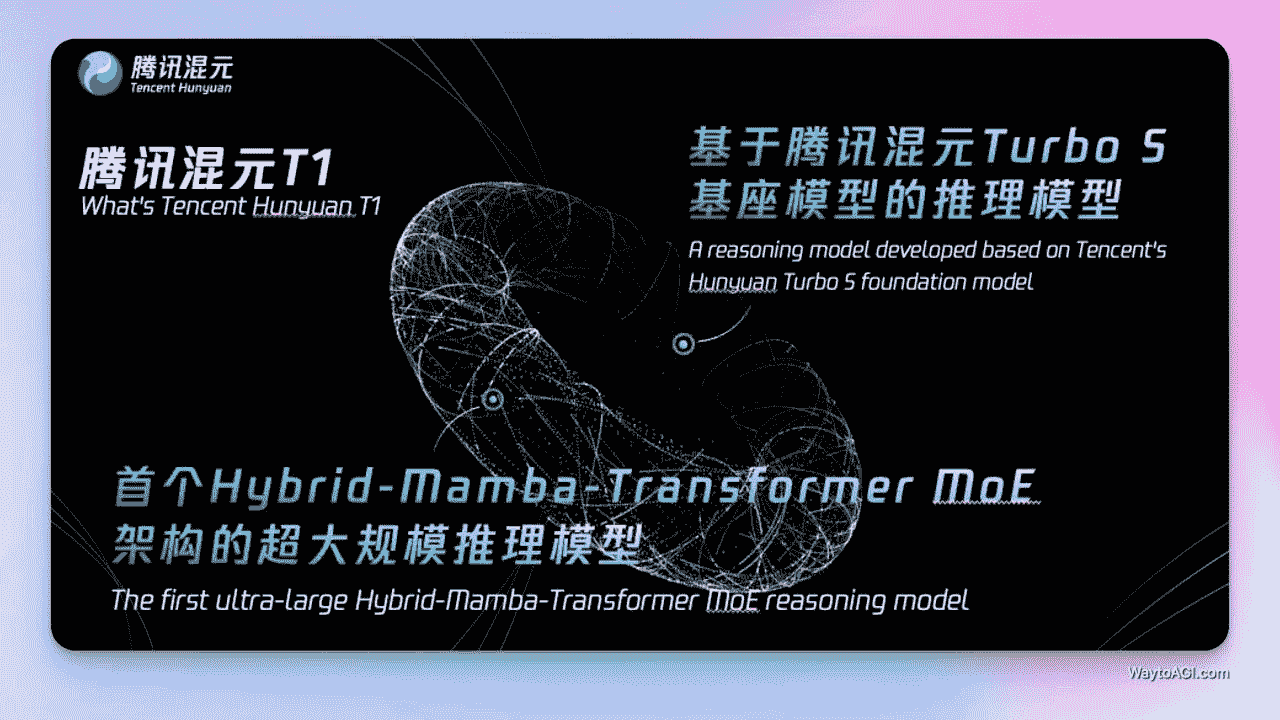 腾讯混元
Tencent Hunyuan
腾讯混元T1
What's Tencent Hunyuan T1
基于腾讯混元Turbo S
基座模型的推理模型
A reasoning model developed based on Tencent's
Hunyuan Turbo S foundation model
首个Hybrid-Mamba-Transformer MoE
架构的超大规模推理模型
The first ultra-large Hybrid-Mamba-Transformer MoE reasoning model
WaytoAGI.com